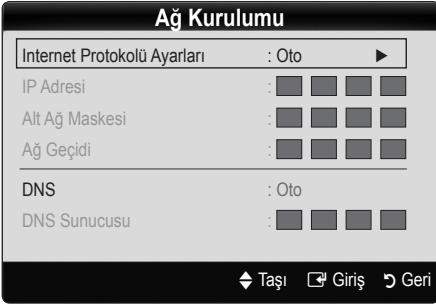 Ağ Kurulumu
Internet Protokolü Ayarları : Oto ►
IP Adresi :
Alt Ağ Maskesi :
Ağ Geçidi :
DNS : Oto
DNS Sunucusu :
Taşı Giriş Geri